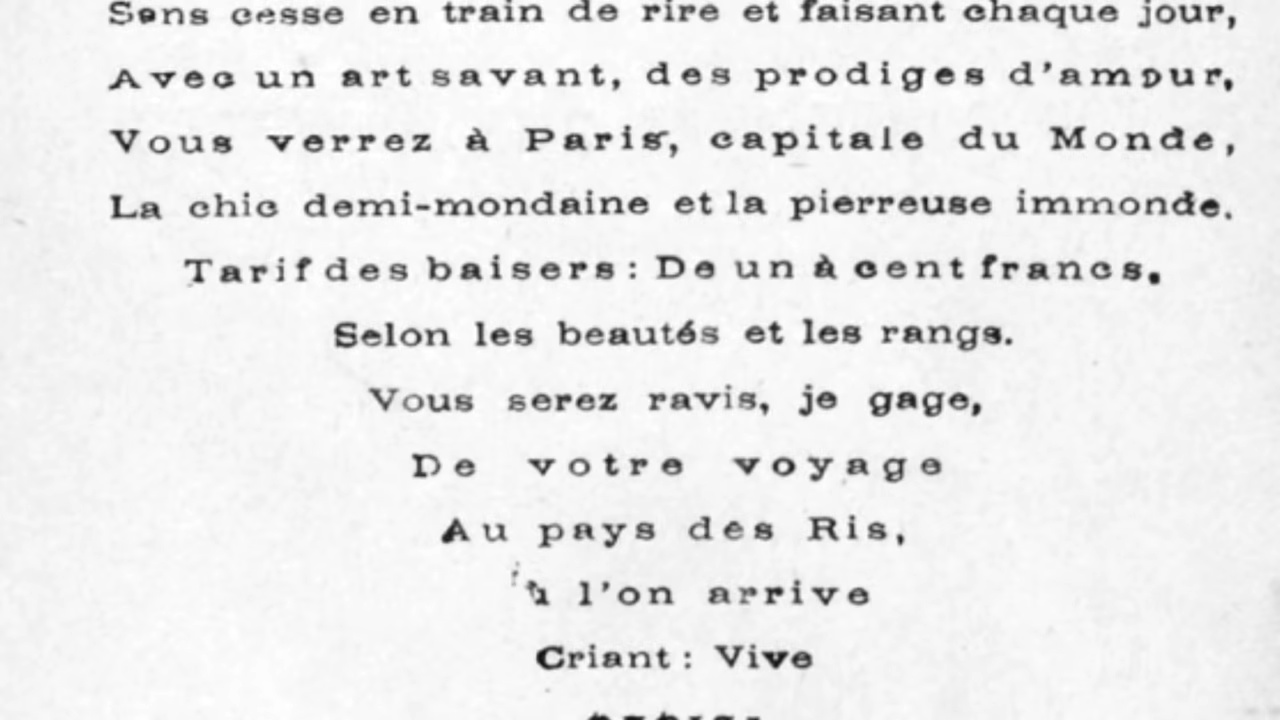 Sans cesse en train de rire et faisant chaque jour,
Avec un art savant, des prodiges d'amour,
Vous verrez à Paris, capitale du Monde,
La chic demi-mondaine et la pierreuse immonde.
Tarif des baisers: De un à cent francs.
Selon les beautés et les rangs.
Vous serez ravis, je gage,
De votre voyage
Au pays des Ris,
l'on arrive
Criant: Vive